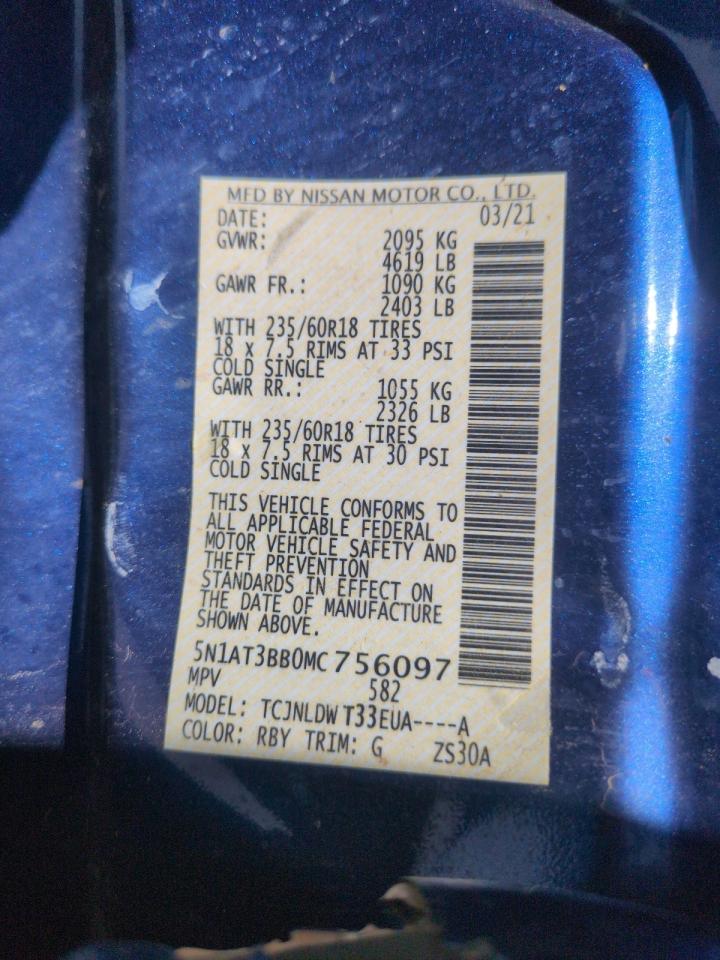 MFD BY NISSAN MOTOR CO., LTD.
DATE: 03/21
GVWR: 2095 KG
4619 LB
GAWR FR.: 1090 KG
2403 LB
WITH 235/60R18 TIRES
18 x 7.5 RIMS AT 33 PSI
COLD SINGLE
GAWR RR.: 1055 KG
2326 LB
WITH 235/60R18 TIRES
18 x 7.5 RIMS AT 30 PSI
COLD SINGLE
THIS VEHICLE CONFORMS TO
ALL APPLICABLE FEDERAL
MOTOR VEHICLE SAFETY AND
THEFT PREVENTION
STANDARDS IN EFFECT ON
THE DATE OF MANUFACTURE
SHOWN ABOVE.
5N1AT3BB0MC756097
MPV 582
MODEL: TCJNLDWT33EUA----A
COLOR: RBY TRIM: G ZS30A